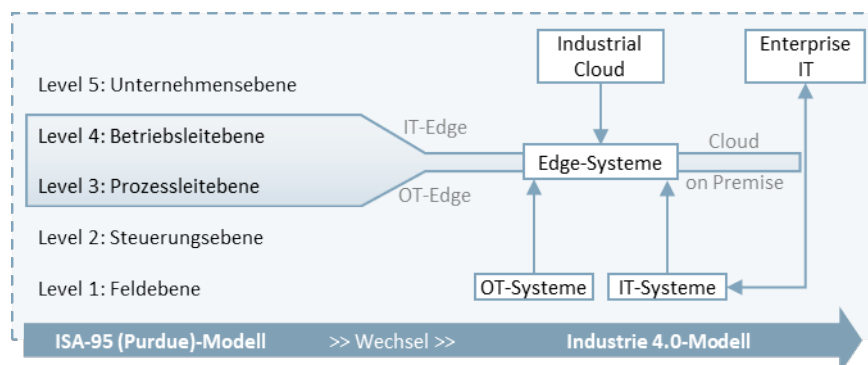 Industrial
Cloud
Enterprise
IT
Level 5: Unternehmensebene
Level 4: Betriebsleitebene
IT-Edge
Edge-Systeme
Cloud
Level 3: Prozessleitebene
OT-Edge
on Premise
Level 2: Steuerungsebene
Level 1: Feldebene
OT-Systeme
IT-Systeme
ISA-95 (Purdue)-Modell
>> Wechsel >>
Industrie 4.0-Modell